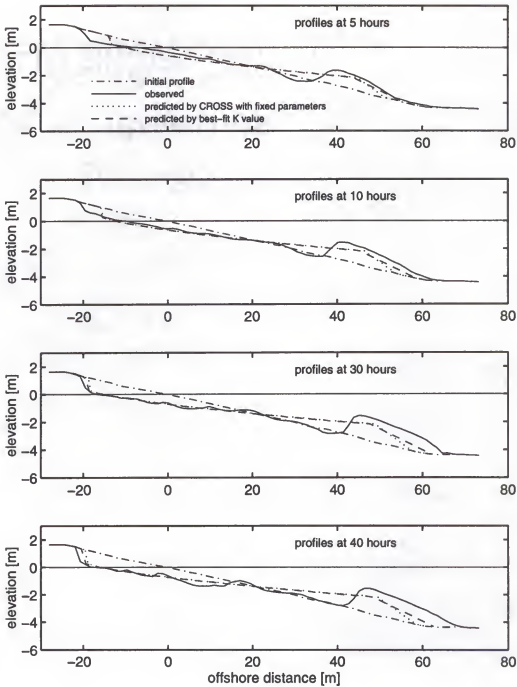 profiles at 5 hours
elevation [m]
2
0
−2
−4
−6
initial profile
observed
predicted by CROSS with fixed parameters
predicted by best-fit K value
−20 0 20 40 60 80
profiles at 10 hours
elevation [m]
2
0
−2
−4
−6
−20 0 20 40 60 80
profiles at 30 hours
elevation [m]
2
0
−2
−4
−6
−20 0 20 40 60 80
profiles at 40 hours
elevation [m]
2
0
−2
−4
−6
−20 0 20 40 60 80
offshore distance [m]